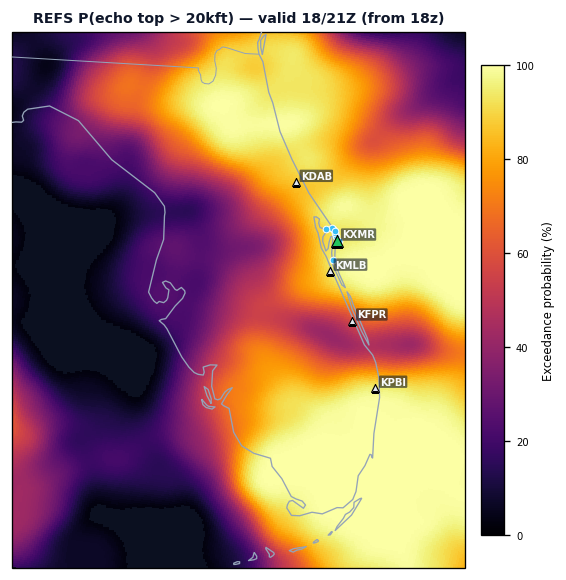 REFS P(echo top > 20kft) — valid 18/21Z (from 18z)
KDAB
KXMR
KMLB
KFPR
KPBI
100
80
60
40
20
0
Exceedance probability (%)